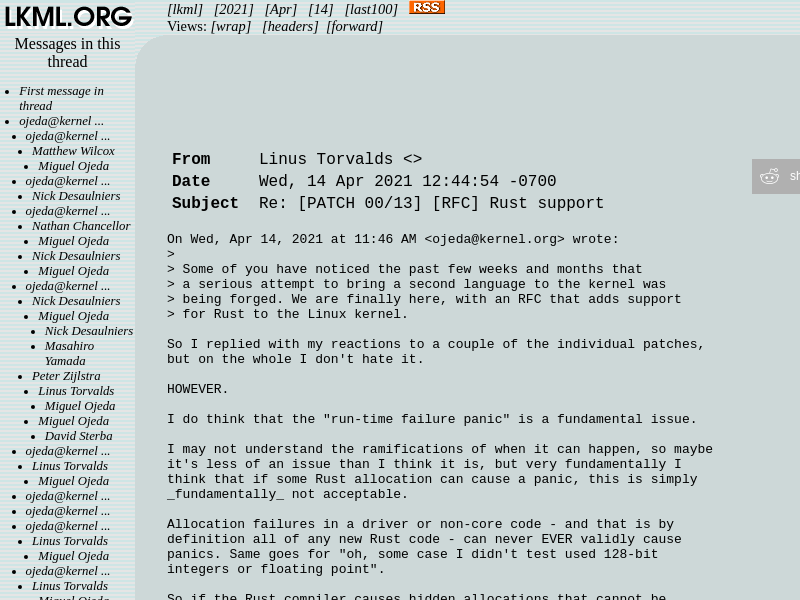 LKML.ORG
[lkml] [2021] [Apr] [14] [last100] RSS
Views: [wrap] [headers] [forward]
Messages in this
thread
First message in
thread
ojeda@kernel ...
ojeda@kernel ...
Matthew Wilcox
Miguel Ojeda
ojeda@kernel ...
Nick Desaulniers
ojeda@kernel ...
Nathan Chancellor
Miguel Ojeda
Nick Desaulniers
Miguel Ojeda
ojeda@kernel ...
Nick Desaulniers
Miguel Ojeda
Nick Desaulniers
Masahiro
Yamada
Peter Zijlstra
Linus Torvalds
Miguel Ojeda
Miguel Ojeda
David Sterba
ojeda@kernel ...
Linus Torvalds
Miguel Ojeda
ojeda@kernel ...
ojeda@kernel ...
ojeda@kernel ...
Linus Torvalds
Miguel Ojeda
ojeda@kernel ...
Linus Torvalds
Miguel Ojeda
From Linus Torvalds <>
Date Wed, 14 Apr 2021 12:44:54 -0700
Subject Re: [PATCH 00/13] [RFC] Rust support
sh
On Wed, Apr 14, 2021 at 11:46 AM <ojeda@kernel.org> wrote:
>
> Some of you have noticed the past few weeks and months that
> a serious attempt to bring a second language to the kernel was
> being forged. We are finally here, with an RFC that adds support
> for Rust to the Linux kernel.
So I replied with my reactions to a couple of the individual patches,
but on the whole I don't hate it.
HOWEVER.
I do think that the "run-time failure panic" is a fundamental issue.
I may not understand the ramifications of when it can happen, so maybe
it's less of an issue than I think it is, but very fundamentally I
think that if some Rust allocation can cause a panic, this is simply
_fundamentally_ not acceptable.
Allocation failures in a driver or non-core code - and that is by
definition all of any new Rust code - can never EVER validly cause
panics. Same goes for "oh, some case I didn't test used 128-bit
integers or floating point".
So if the Rust compiler causes hidden allocations that cannot be